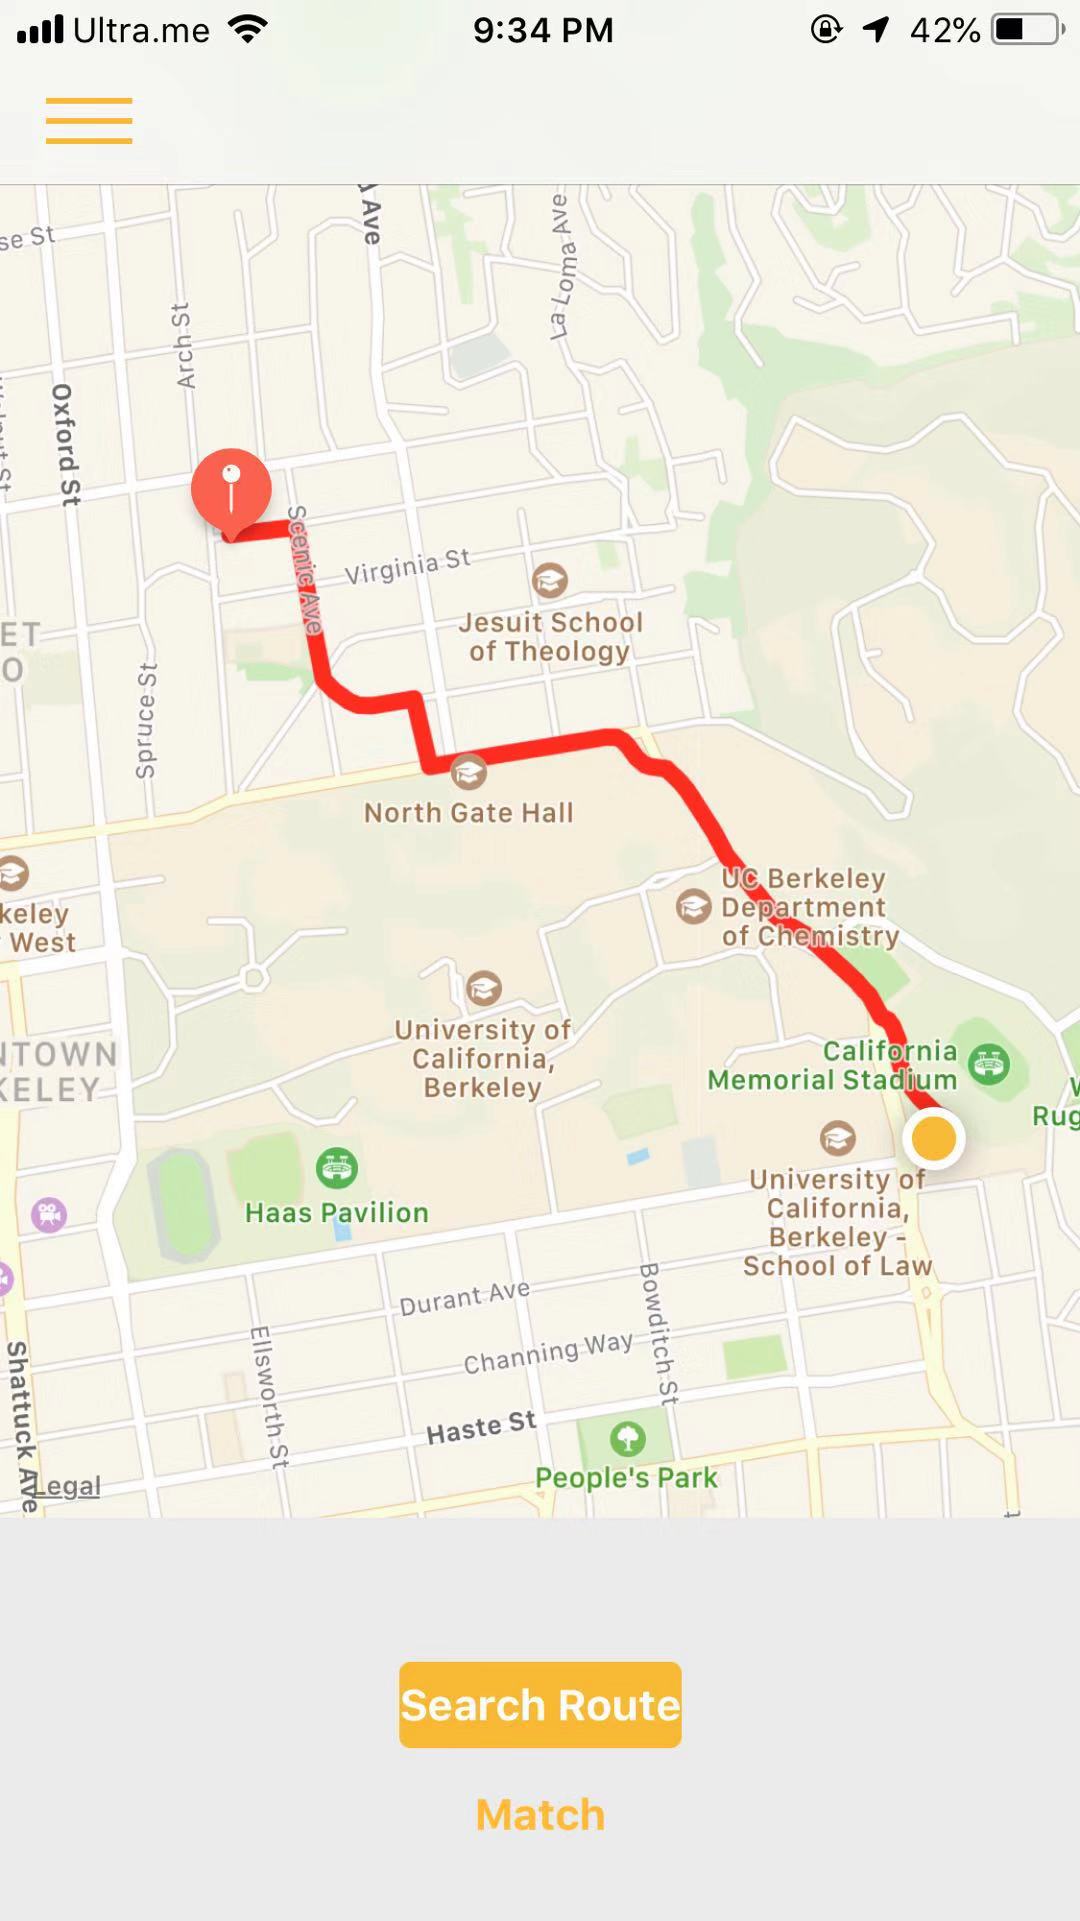 Ultra.me
9:34 PM
42%
se St
Ave
La Loma Ave
Arch St
Oxford St
Scenic Ave
Virginia St
Jesuit School
of Theology
ET
O
Spruce St
North Gate Hall
UC Berkeley
Department
of Chemistry
keley
West
University of
California,
Berkeley
NTOWN
KELEY
California
Memorial Stadium
W
Rug
University of
California,
Berkeley -
School of Law
Haas Pavilion
Durant Ave
Bowditch St
Channing Way
Ellsworth St
Haste St
Shattuck Ave
People's Park
Legal
Search Route
Match